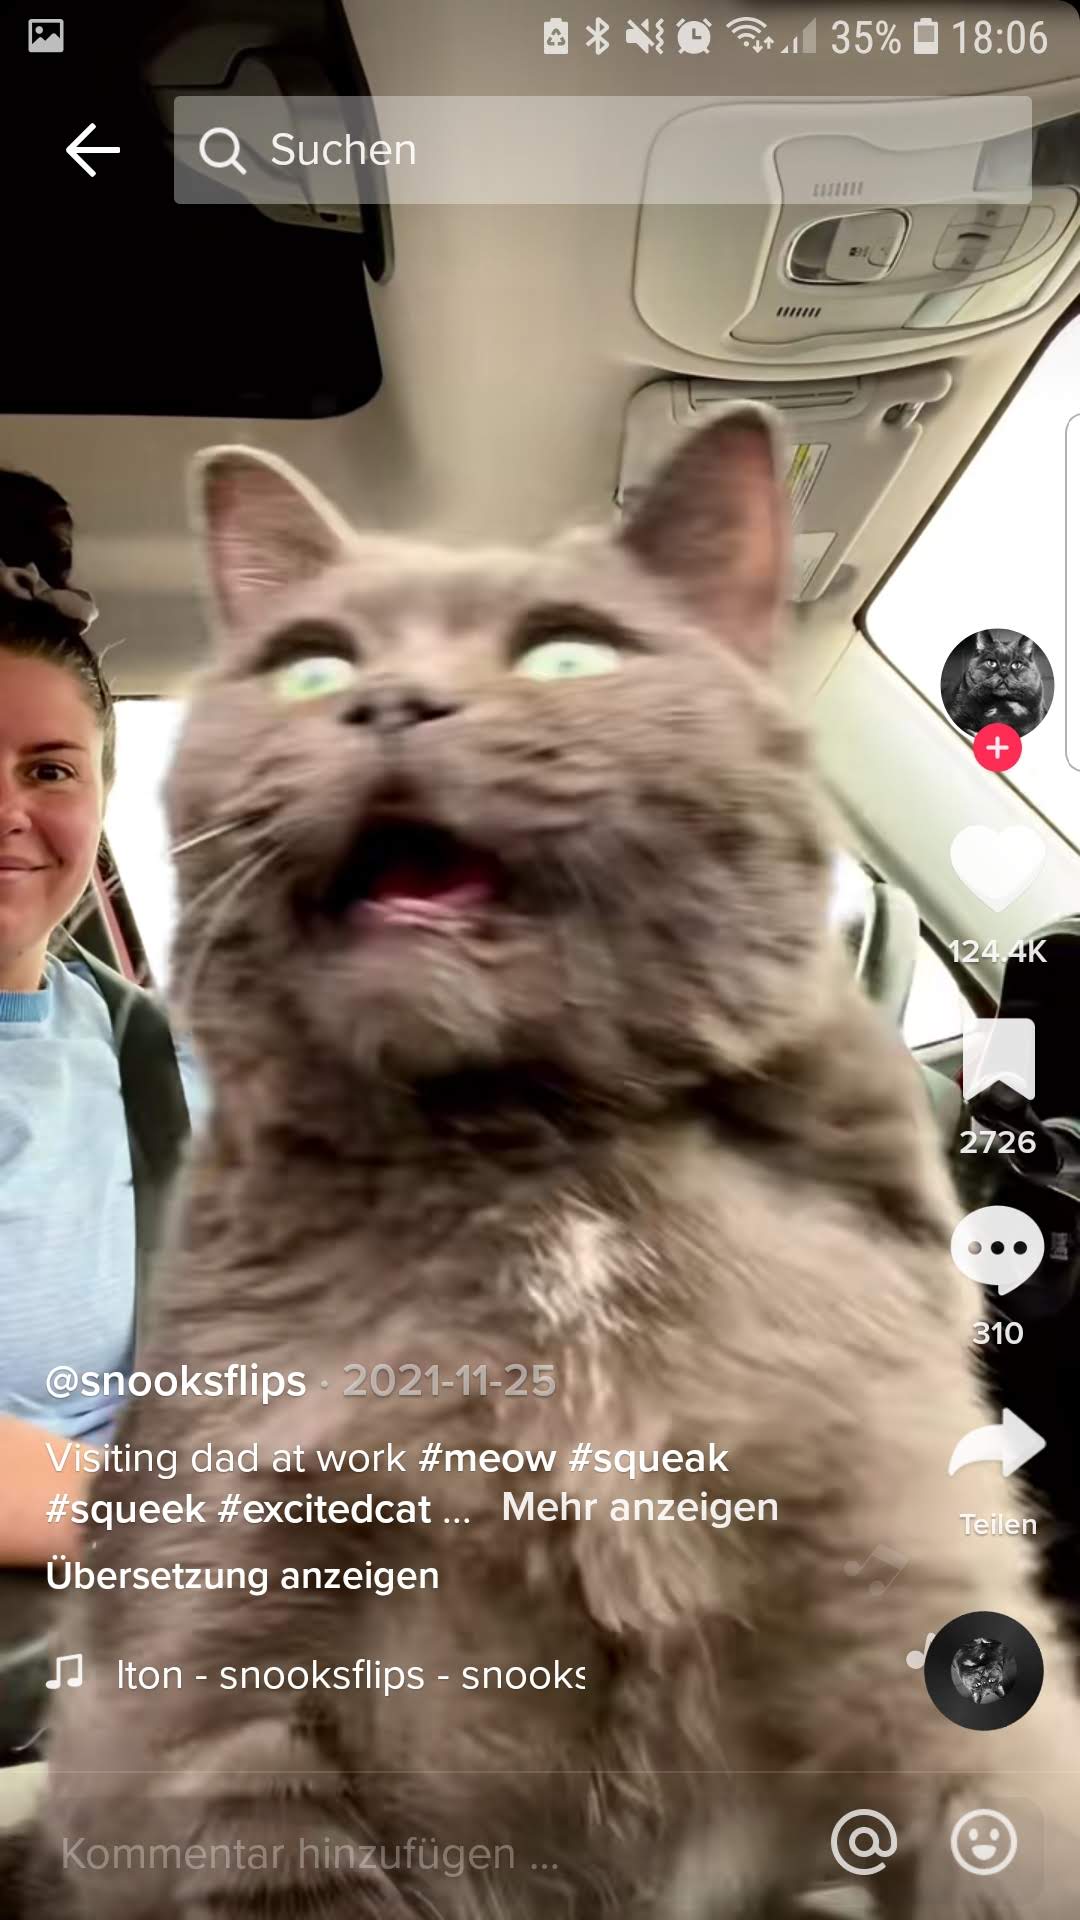 35% 18:06
Suchen
124.4K
2726
310
@snooksflips · 2021-11-25
Visiting dad at work #meow #squeak
#squeek #excitedcat ... Mehr anzeigen
Teilen
Übersetzung anzeigen
lton - snooksflips - snooks
Kommentar hinzufügen ...